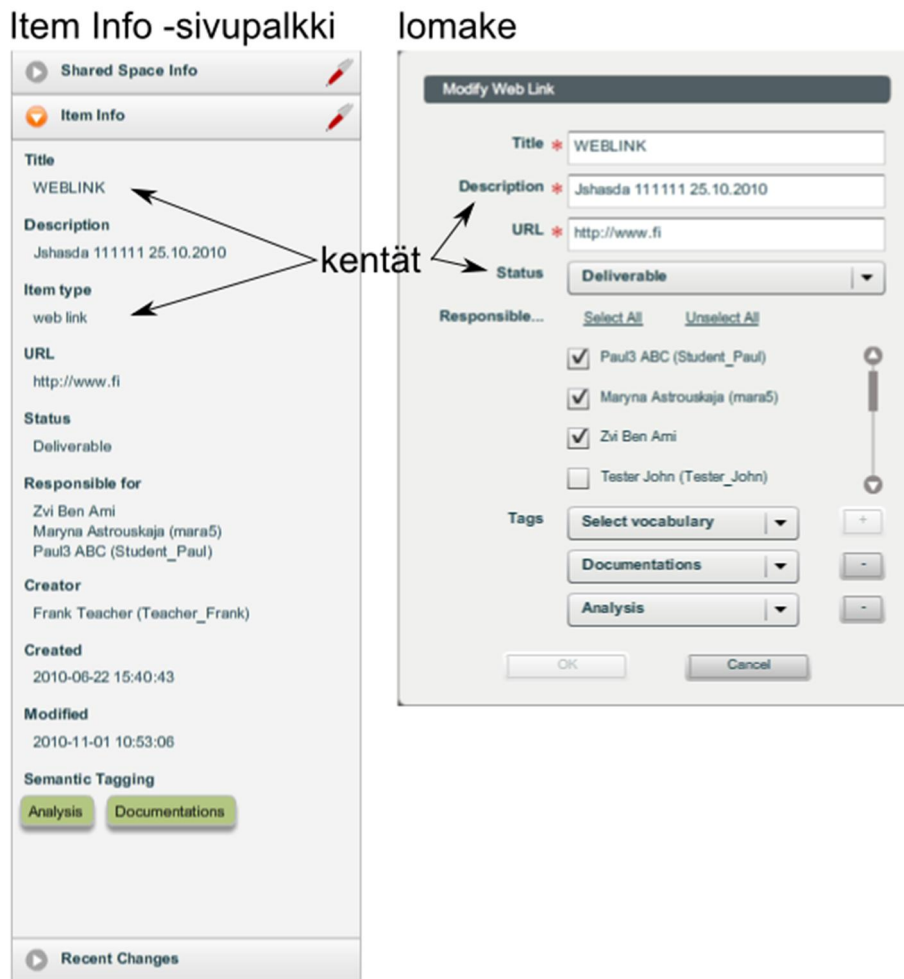 Item Info -sivupalkki
Shared Space Info
Item Info
Title
WEBLINK
Description
Jshasda 111111 25.10.2010
Item type
web link
URL
http://www.fi
Status
Deliverable
Responsible for
Zvi Ben Ami
Maryna Astrouskaja (mara5)
Paul3 ABC (Student_Paul)
Creator
Frank Teacher (Teacher_Frank)
Created
2010-06-22 15:40:43
Modified
2010-11-01 10:53:06
Semantic Tagging
Analysis Documentations
Recent Changes
kentät
lomake
Modify Web Link
Title * WEBLINK
Description * Jshasda 111111 25.10.2010
URL * http://www.fi
Status Deliverable
Responsible... Select All Unselect All
Paul3 ABC (Student_Paul)
Maryna Astrouskaja (mara5)
Zvi Ben Ami
Tester John (Tester_John)
Tags Select vocabulary +
Documentations -
Analysis -
OK Cancel